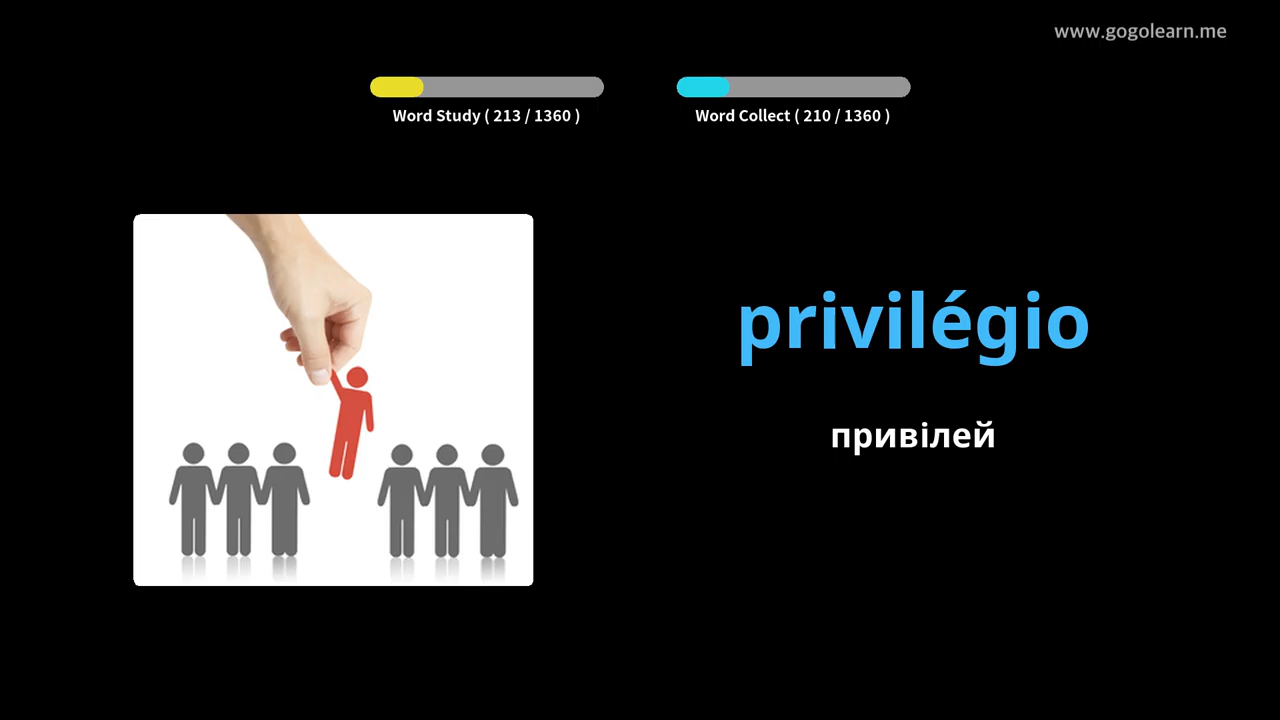 www.gogolearn.me
Word Study ( 213 / 1360 )
Word Collect ( 210 / 1360 )
privilégio
привілей